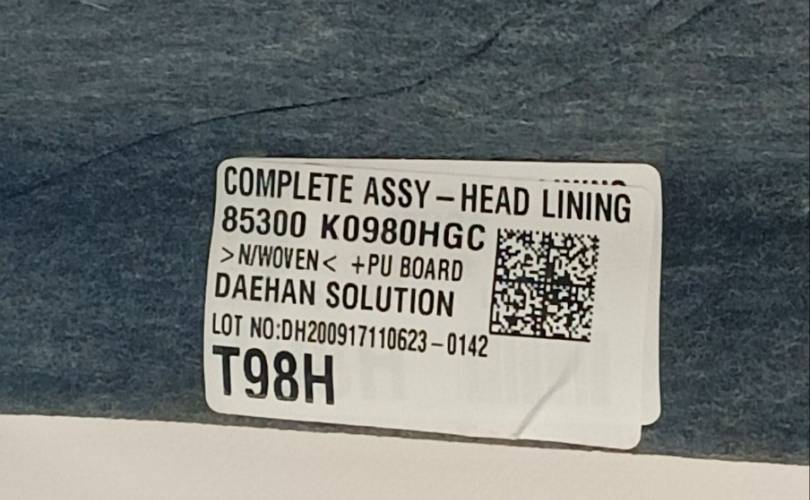 COMPLETE ASSY-HEAD LINING
85300 K0980HGC
>N/WOVEN< +PU BOARD
DAEHAN SOLUTION
LOT NO:DH200917110623-0142
T98H